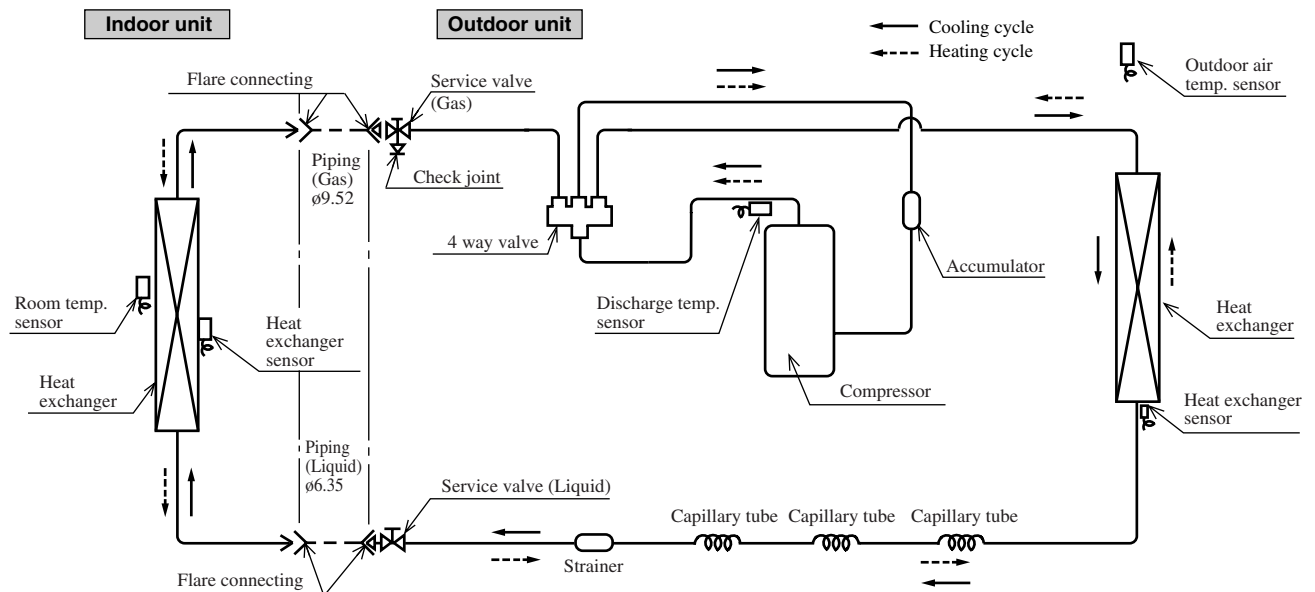 Indoor unit
Outdoor unit
Cooling cycle
Heating cycle
Flare connecting
Service valve
(Gas)
Outdoor air
temp. sensor
Piping
(Gas)
ø9.52
Check joint
4 way valve
Discharge temp.
sensor
Accumulator
Room temp.
sensor
Heat
exchanger
sensor
Heat
exchanger
Heat
exchanger
Compressor
Heat exchanger
sensor
Piping
(Liquid)
ø6.35
Service valve (Liquid)
Capillary tube
Capillary tube
Capillary tube
Strainer
Flare connecting